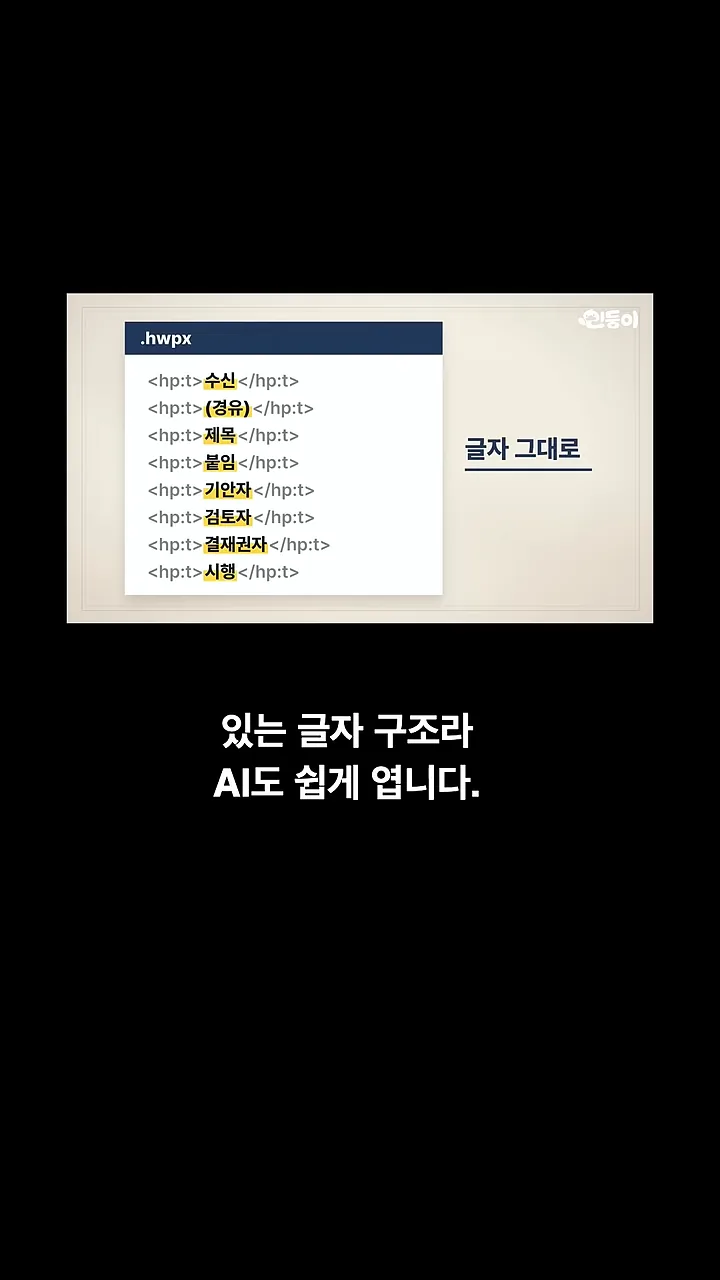 .hwpx
인둥이
<hp:t>수신</hp:t>
<hp:t>(경유)</hp:t>
<hp:t>제목</hp:t>
<hp:t>붙임</hp:t>
<hp:t>기안자</hp:t>
<hp:t>검토자</hp:t>
<hp:t>결재권자</hp:t>
<hp:t>시행</hp:t>
글자 그대로
있는 글자 구조라
AI도 쉽게 엽니다.